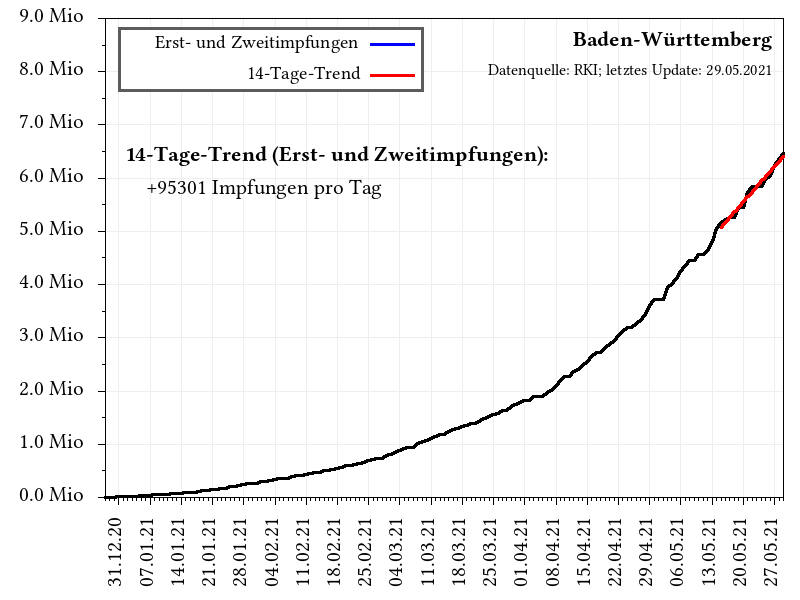 9.0 Mio
8.0 Mio
7.0 Mio
6.0 Mio
5.0 Mio
4.0 Mio
3.0 Mio
2.0 Mio
1.0 Mio
0.0 Mio
Erst- und Zweitimpfungen
14-Tage-Trend
Baden-Württemberg
Datenquelle: RKI; letztes Update: 29.05.2021
14-Tage-Trend (Erst- und Zweitimpfungen):
+95301 Impfungen pro Tag
31.12.20
07.01.21
14.01.21
21.01.21
28.01.21
04.02.21
11.02.21
18.02.21
25.02.21
04.03.21
11.03.21
18.03.21
25.03.21
01.04.21
08.04.21
15.04.21
22.04.21
29.04.21
06.05.21
13.05.21
20.05.21
27.05.21